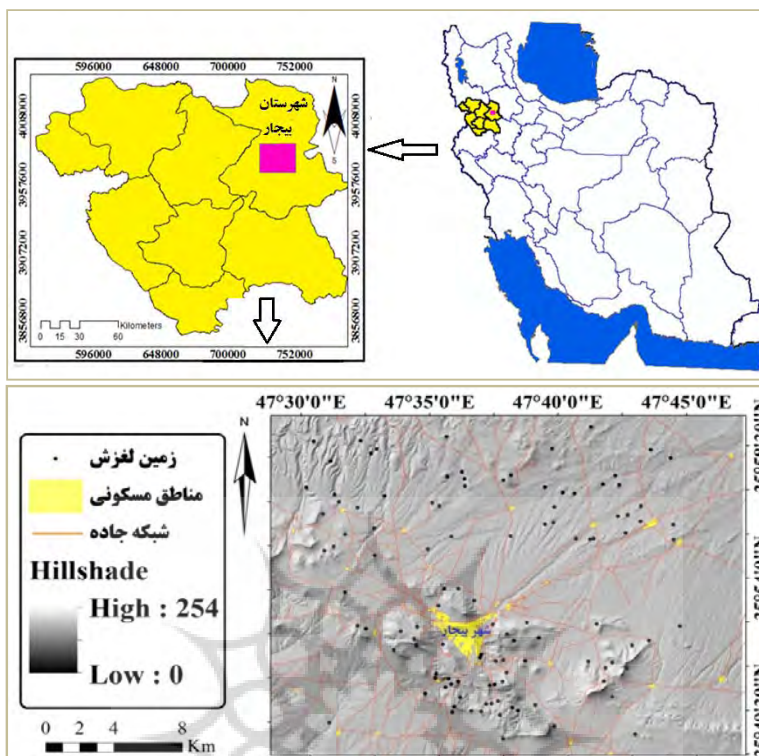 596000 648000 700000 752000
شهرستان
بیجار
N
S
4008000
4008000
3957600
3957600
3907200
3907200
3856800
3856800
0 15 30 60 Kilometers
596000 648000 700000 752000
47°30'0"E 47°35'0"E 47°40'0"E 47°45'0"E
N
زمین لغزش
مناطق مسکونی
شبکه جاده
Hillshade
High : 254
Low : 0
0 2 4 8
Km
شهر بیجار